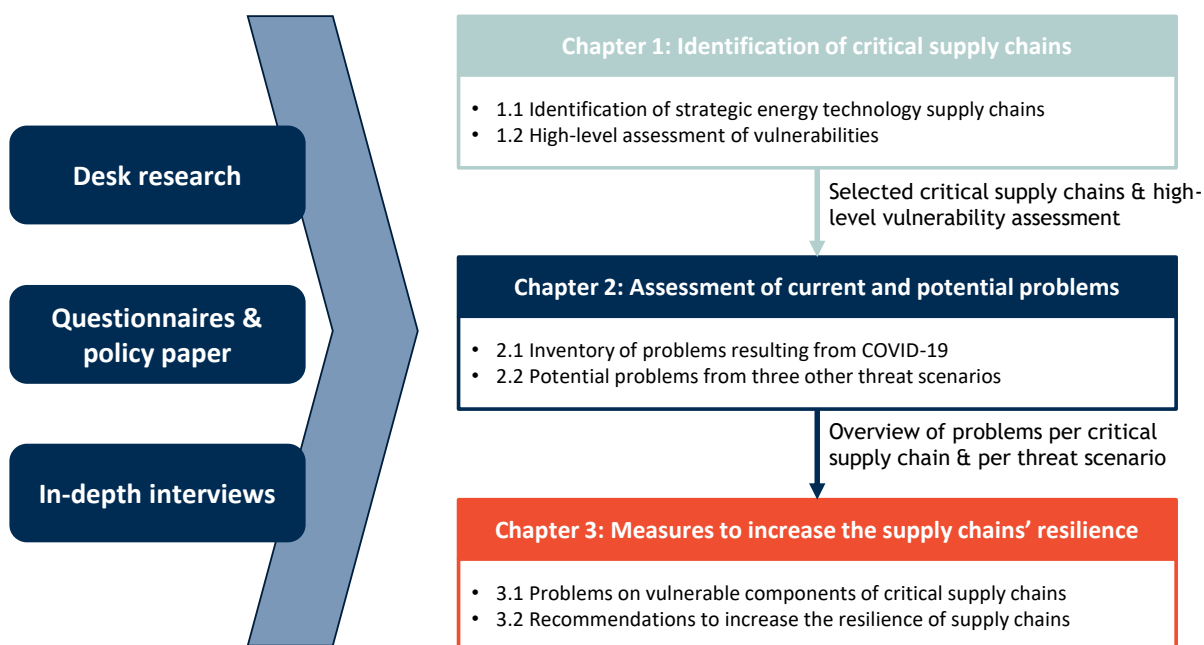 Desk research
Questionnaires &
policy paper
In-depth interviews
Chapter 1: Identification of critical supply chains
• 1.1 Identification of strategic energy technology supply chains
• 1.2 High-level assessment of vulnerabilities
Selected critical supply chains & high-
level vulnerability assessment
Chapter 2: Assessment of current and potential problems
• 2.1 Inventory of problems resulting from COVID-19
• 2.2 Potential problems from three other threat scenarios
Overview of problems per critical
supply chain & per threat scenario
Chapter 3: Measures to increase the supply chains’ resilience
• 3.1 Problems on vulnerable components of critical supply chains
• 3.2 Recommendations to increase the resilience of supply chains